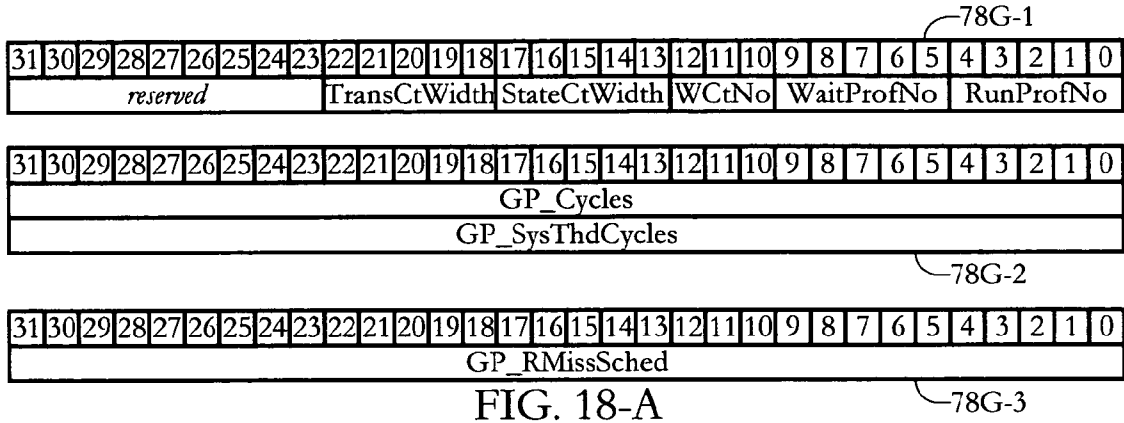 78G-1
31 30 29 28 27 26 25 24 23 22 21 20 19 18 17 16 15 14 13 12 11 10 9 8 7 6 5 4 3 2 1 0
reserved TransCtWidth StateCtWidth WCtNo WaitProfNo RunProfNo
31 30 29 28 27 26 25 24 23 22 21 20 19 18 17 16 15 14 13 12 11 10 9 8 7 6 5 4 3 2 1 0
GP_Cycles
GP_SysThdCycles
78G-2
31 30 29 28 27 26 25 24 23 22 21 20 19 18 17 16 15 14 13 12 11 10 9 8 7 6 5 4 3 2 1 0
GP_RMissSched
FIG. 18-A
78G-3